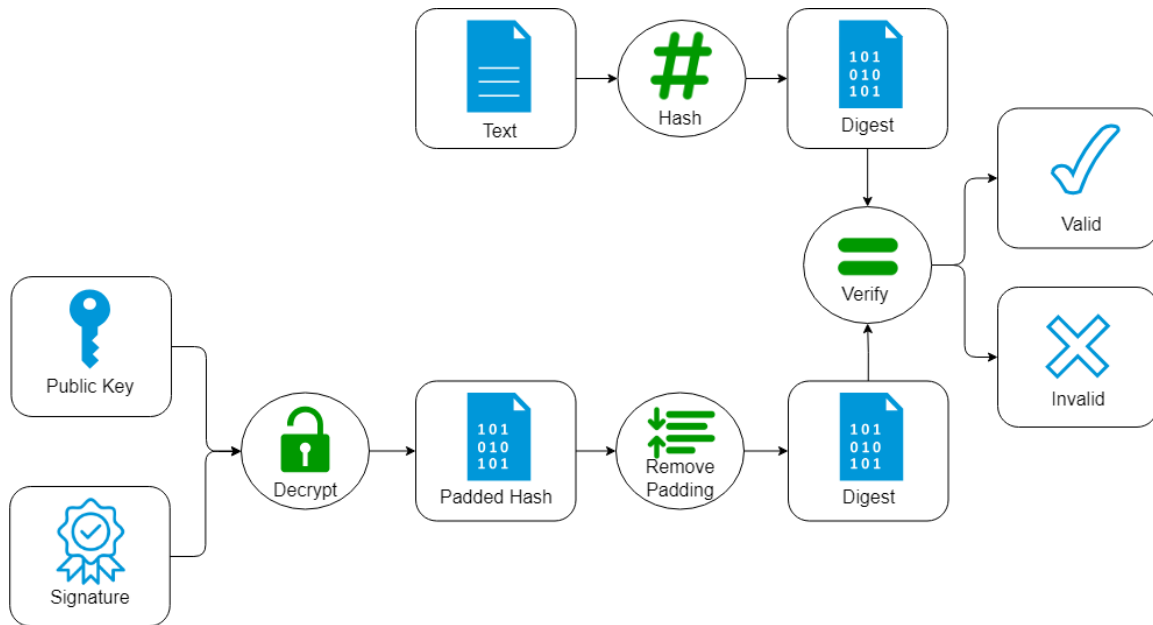 101
010
101
Text
Hash
Digest
Valid
Verify
Public Key
Invalid
101
010
101
101
010
101
Decrypt
Padded Hash
Remove
Padding
Digest
Signature